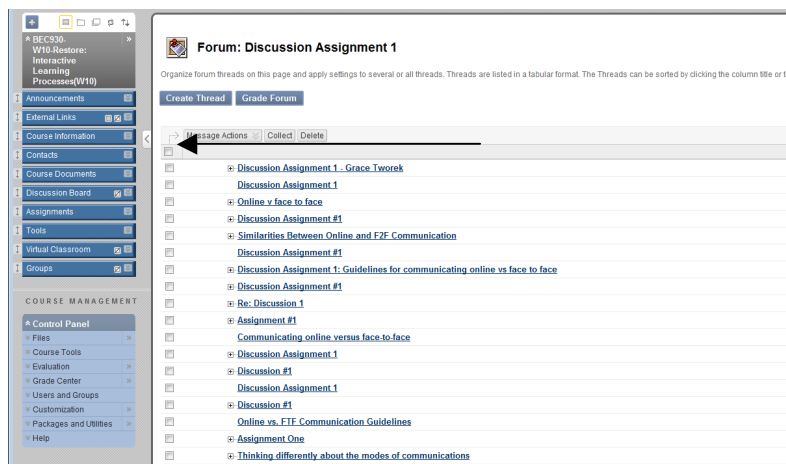 BEC930-
W10-Restore:
Interactive
Learning
Processes(W10)
Announcements
External Links
Course Information
Contacts
Course Documents
Discussion Board
Assignments
Tools
Virtual Classroom
Groups
COURSE MANAGEMENT
Control Panel
Files
Course Tools
Evaluation
Grade Center
Users and Groups
Customization
Packages and Utilities
Help
Forum: Discussion Assignment 1
Organize forum threads on this page and apply settings to several or all threads. Threads are listed in a tabular format. The Threads can be sorted by clicking the column title or t
Create Thread Grade Forum
Message Actions Collect Delete
Discussion Assignment 1 - Grace Tworek
Discussion Assignment 1
Online v face to face
Discussion Assignment #1
Similarities Between Online and F2F Communication
Discussion Assignment #1
Discussion Assignment 1: Guidelines for communicating online vs face to face
Discussion Assignment #1
Re: Discussion 1
Assignment #1
Communicating online versus face-to-face
Discussion Assignment 1
Discussion #1
Discussion Assignment 1
Discussion #1
Online vs. FTF Communication Guidelines
Assignment One
Thinking differently about the modes of communications